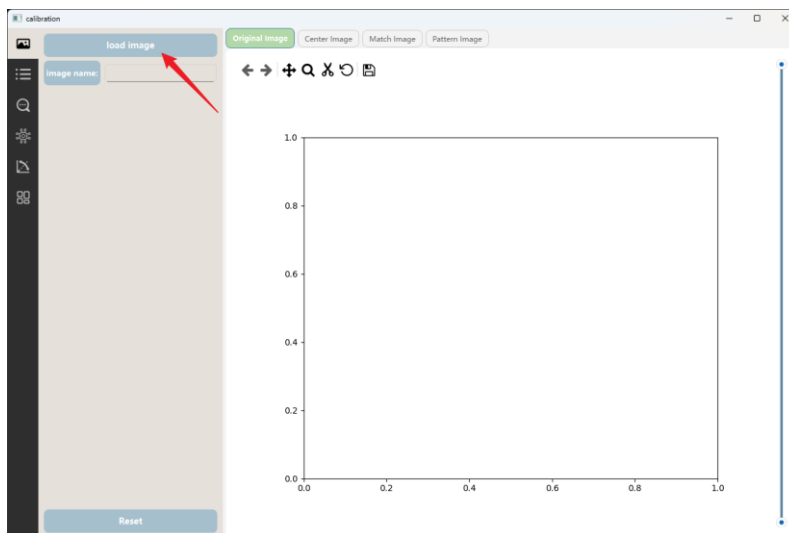 calibration
load image
image name:
Original Image
Center Image
Match Image
Pattern Image
1.0
0.8
0.6
0.4
0.2
0.0
0.0 0.2 0.4 0.6 0.8 1.0
Reset